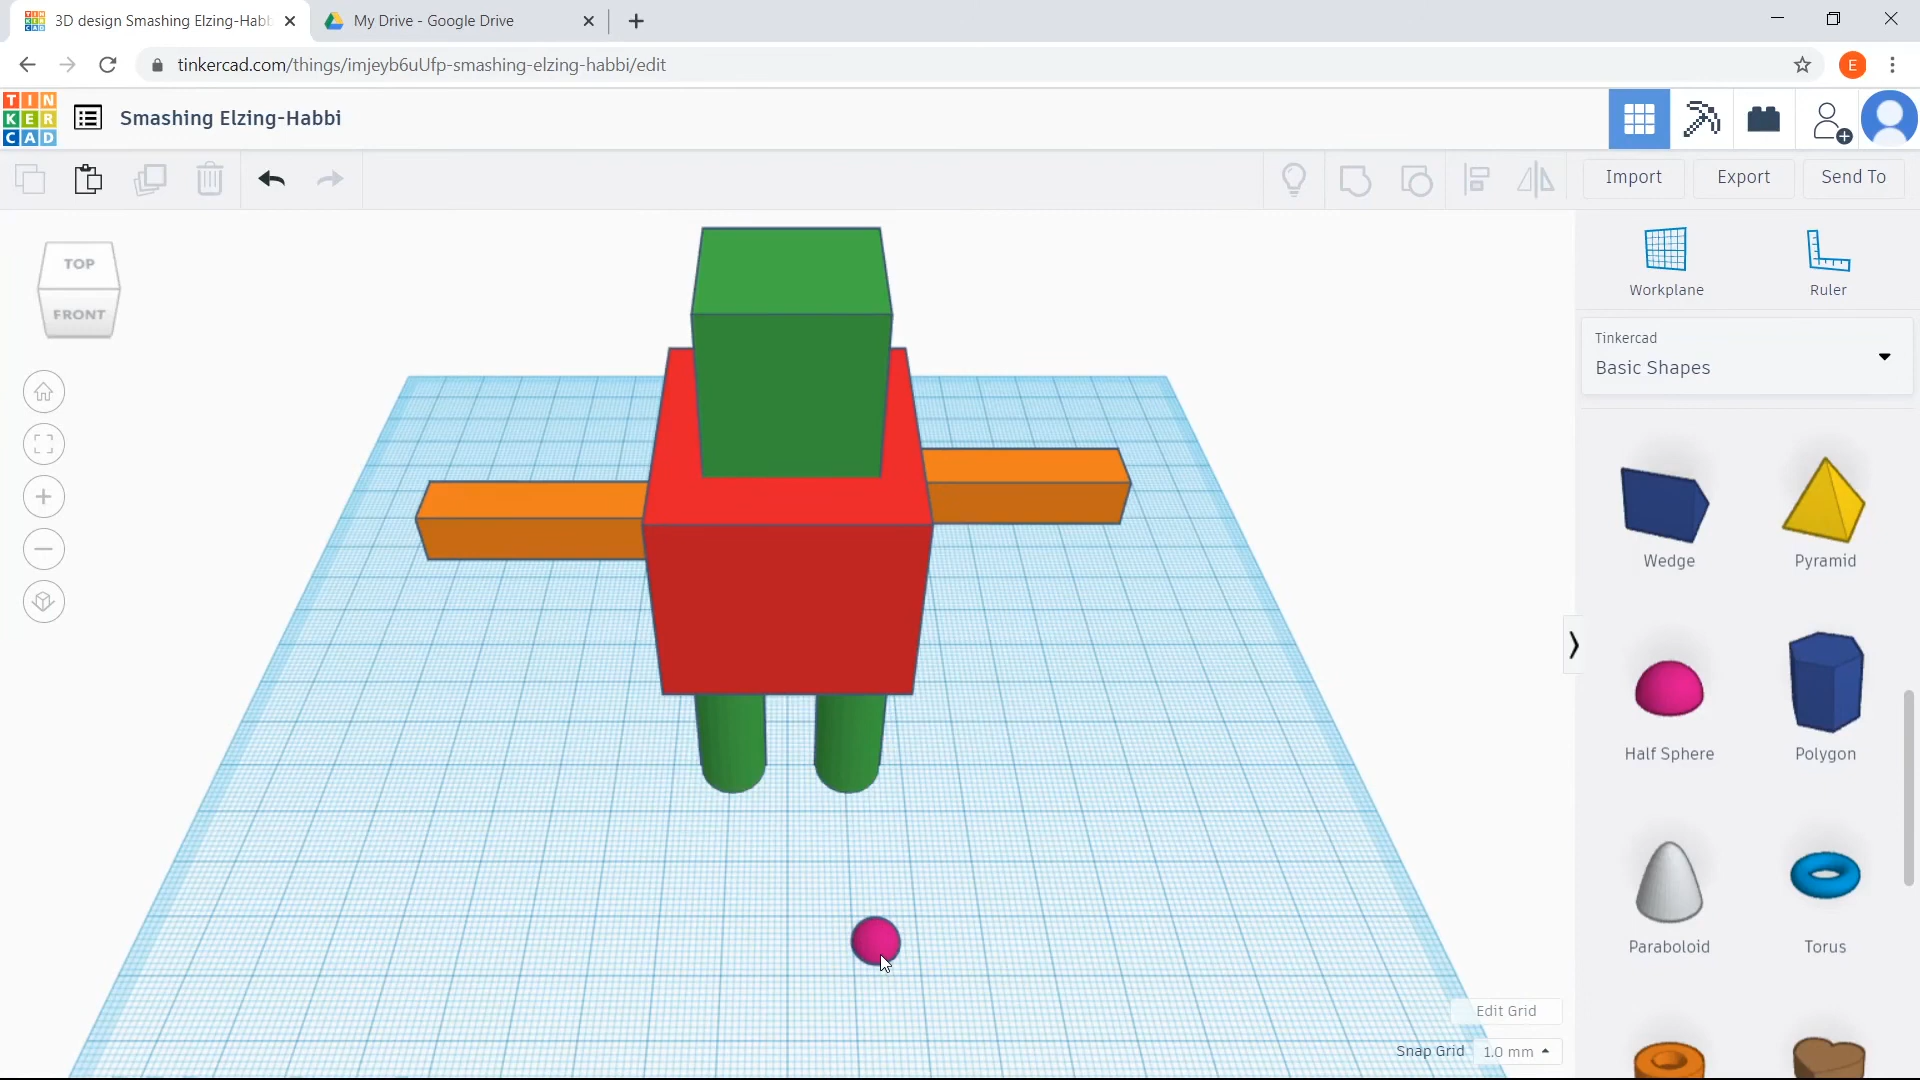 3D design Smashing Elzing-Habb
My Drive - Google Drive
tinkercad.com/things/imjeyb6uUfp-smashing-elzing-habbi/edit
E
TIN
KER
CAD
Smashing Elzing-Habbi
Import
Export
Send To
TOP
FRONT
Workplane
Ruler
Tinkercad
Basic Shapes
Wedge
Pyramid
Half Sphere
Polygon
Paraboloid
Torus
Edit Grid
Snap Grid 1.0 mm